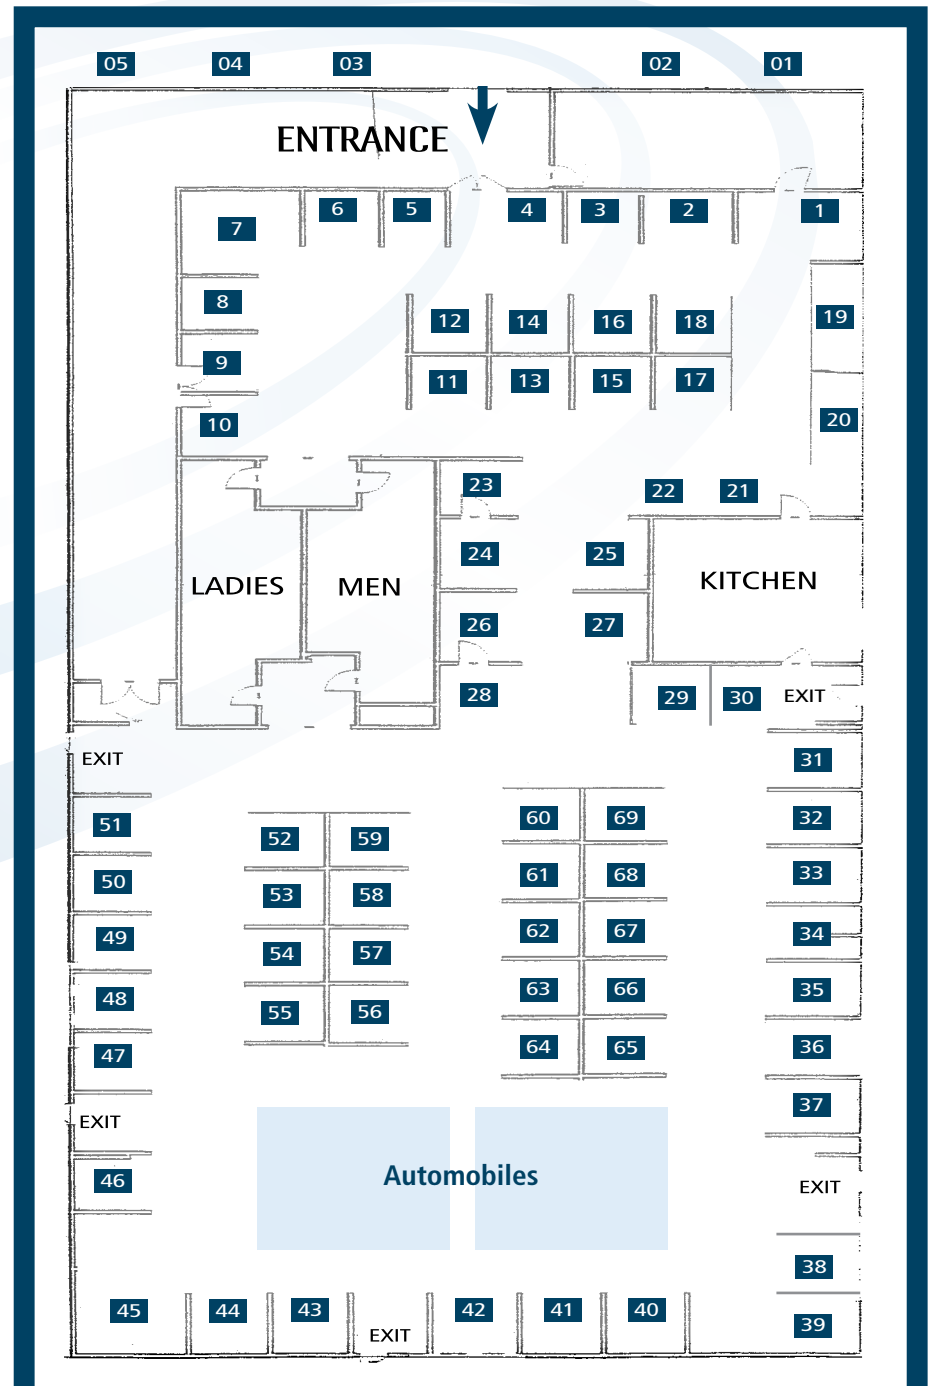 05 04 03 02 01
ENTRANCE
7 6 5 4 3 2 1
8 12 14 16 18 19
9 11 13 15 17
10 20
23 22 21
24 25
LADIES MEN KITCHEN
26 27
28 29 30 EXIT
EXIT 31
51 52 59 60 69 32
50 53 58 61 68 33
49 54 57 62 67 34
48 55 56 63 66 35
47 64 65 36
EXIT 37
46 Automobiles EXIT
38
45 44 43 42 41 40
EXIT 39